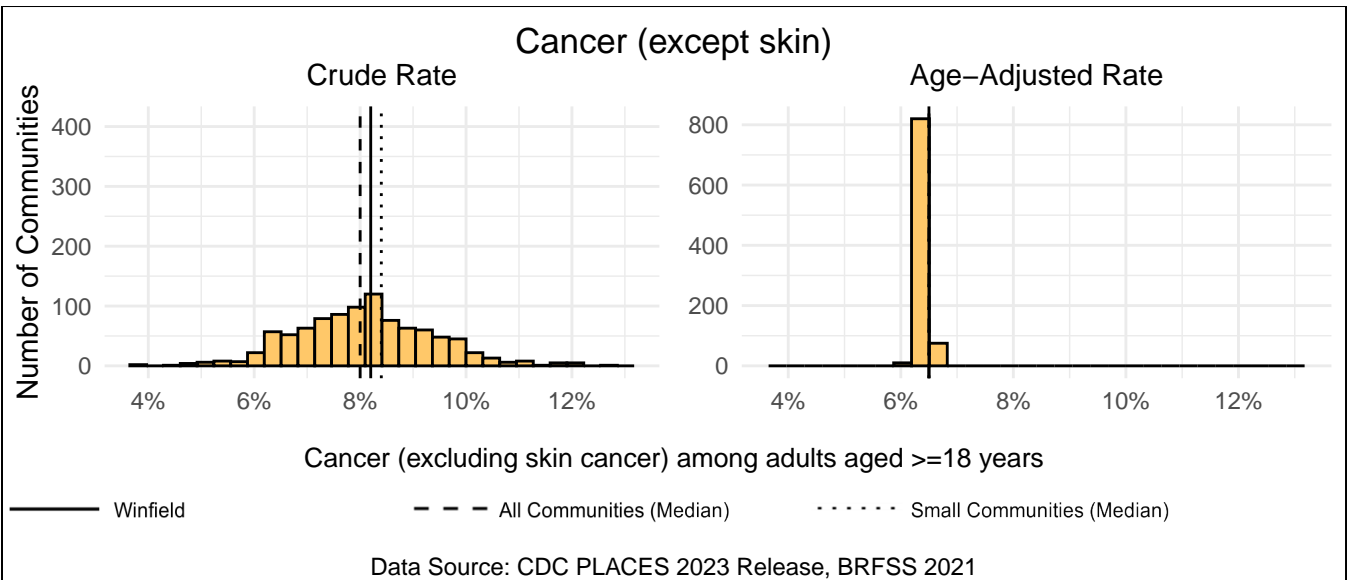 Cancer (except skin)
Crude Rate
Age−Adjusted Rate
Number of Communities
400
300
200
100
0
4%
6%
8%
10%
12%
800
600
400
200
0
4%
6%
8%
10%
12%
Cancer (excluding skin cancer) among adults aged >=18 years
Winfield
All Communities (Median)
Small Communities (Median)
Data Source: CDC PLACES 2023 Release, BRFSS 2021